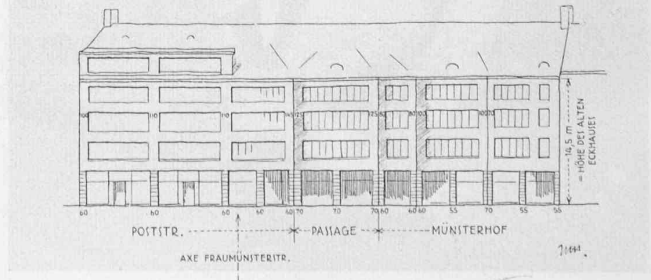 60 60 60 60 60 70 70 70 60 60 55 70 55 55
POSTSTR. PASSAGE MÜNSTERHOF
AXE FRAUMÜNSTERSTR.
14,5 m
= HÖHE DES ALTEN
ECKHAUSES